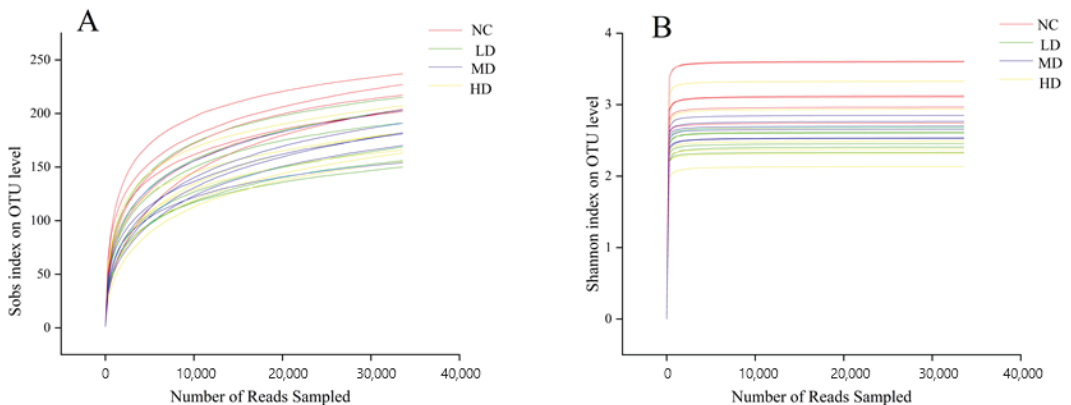 A
NC
LD
MD
HD
250
200
150
100
50
0
Sobs index on OTU level
0 10,000 20,000 30,000 40,000
Number of Reads Sampled
B
NC
LD
MD
HD
4
3
2
1
0
Shannon index on OTU level
0 10,000 20,000 30,000 40,000
Number of Reads Sampled